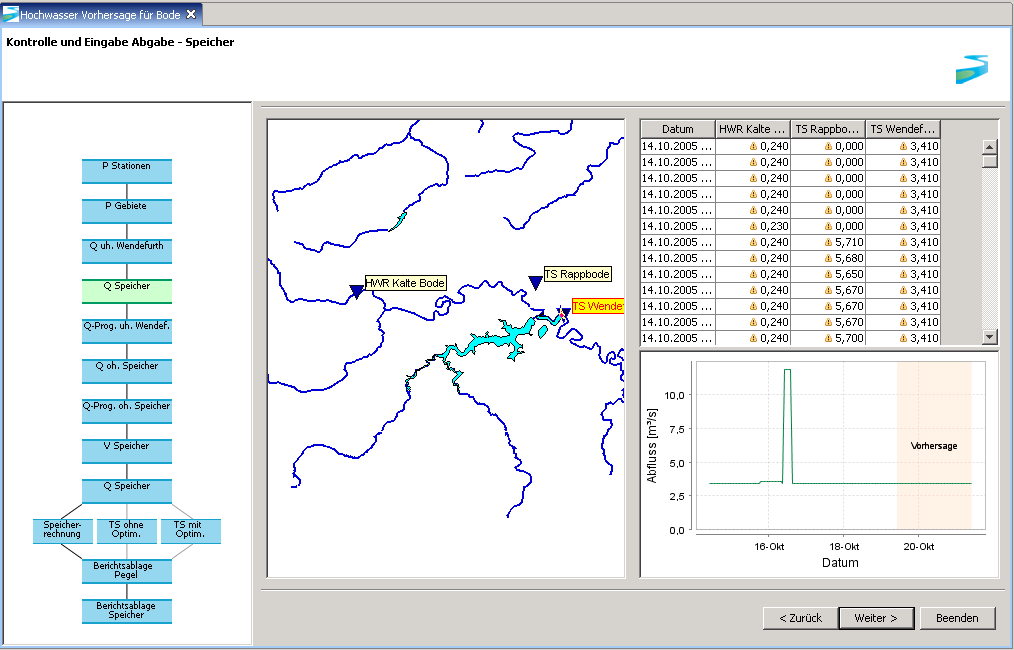 Hochwasser Vorhersage für Bode
Kontrolle und Eingabe Abgabe - Speicher
P Stationen
P Gebiete
Q uh. Wendefurth
Q Speicher
Q-Prog. uh. Wendef.
Q oh. Speicher
Q-Prog. oh. Speicher
V Speicher
Q Speicher
Speicher-
rechnung
TS ohne
Optim.
TS mit
Optim.
Berichtsablage
Pegel
Berichtsablage
Speicher
HWR Kalte Bode
TS Rappbode
TS Wendef
Datum HWR Kalte ... TS Rappbo... TS Wendef...
14.10.2005 ... 0,240 0,000 3,410
14.10.2005 ... 0,240 0,000 3,410
14.10.2005 ... 0,240 0,000 3,410
14.10.2005 ... 0,240 0,000 3,410
14.10.2005 ... 0,240 0,000 3,410
14.10.2005 ... 0,230 0,000 3,410
14.10.2005 ... 0,240 5,710 3,410
14.10.2005 ... 0,240 5,680 3,410
14.10.2005 ... 0,240 5,650 3,410
14.10.2005 ... 0,240 5,670 3,410
14.10.2005 ... 0,240 5,670 3,410
14.10.2005 ... 0,240 5,670 3,410
14.10.2005 ... 0,240 5,700 3,410
Abfluss [m³/s]
10,0
7,5
5,0
2,5
0,0
Vorhersage
16-Okt 18-Okt 20-Okt
Datum
< Zurück Weiter > Beenden